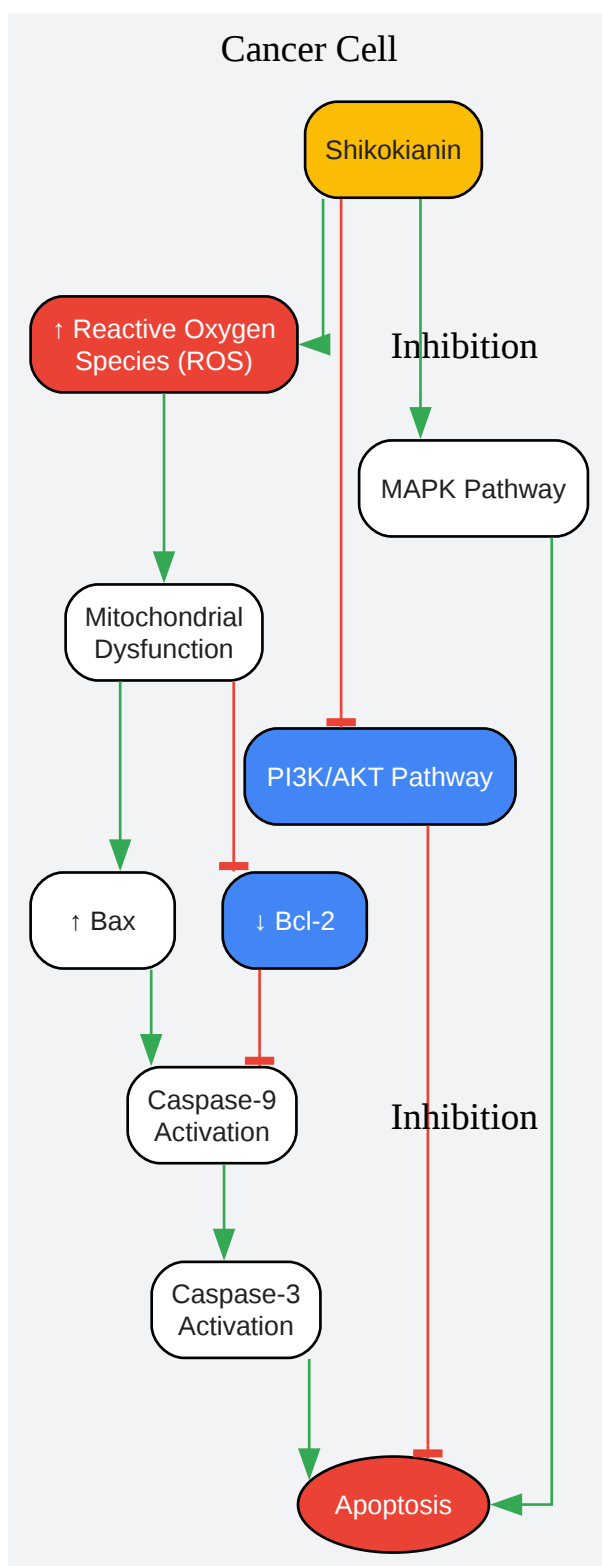 Cancer Cell
Shikokianin
↑ Reactive Oxygen
Species (ROS)
Inhibition
MAPK Pathway
Mitochondrial
Dysfunction
PI3K/AKT Pathway
↑ Bax
↓ Bcl-2
Caspase-9
Activation
Inhibition
Caspase-3
Activation
Apoptosis